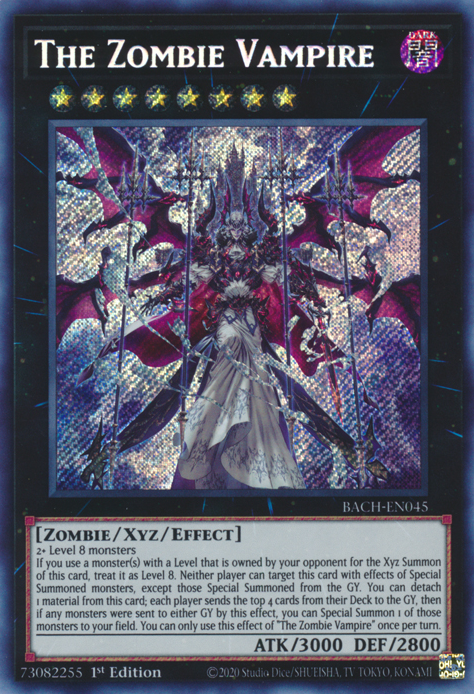 The Zombie Vampire
DARK
闇
BACH-EN045
[Zombie/Xyz/Effect]
2+ Level 8 monsters
If you use a monster(s) with a Level that is owned by your opponent for the Xyz Summon
of this card, treat it as Level 8. Neither player can target this card with effects of Special
Summoned monsters, except those Special Summoned from the GY. You can detach
1 material from this card; each player sends the top 4 cards from their Deck to the GY, then
if any monsters were sent to either GY by this effect, you can Special Summon 1 of those
monsters to your field. You can only use this effect of "The Zombie Vampire" once per turn.
ATK/3000 DEF/2800
73082255 1st Edition ©2020 Studio Dice/SHUEISHA, TV TOKYO, KONAMI